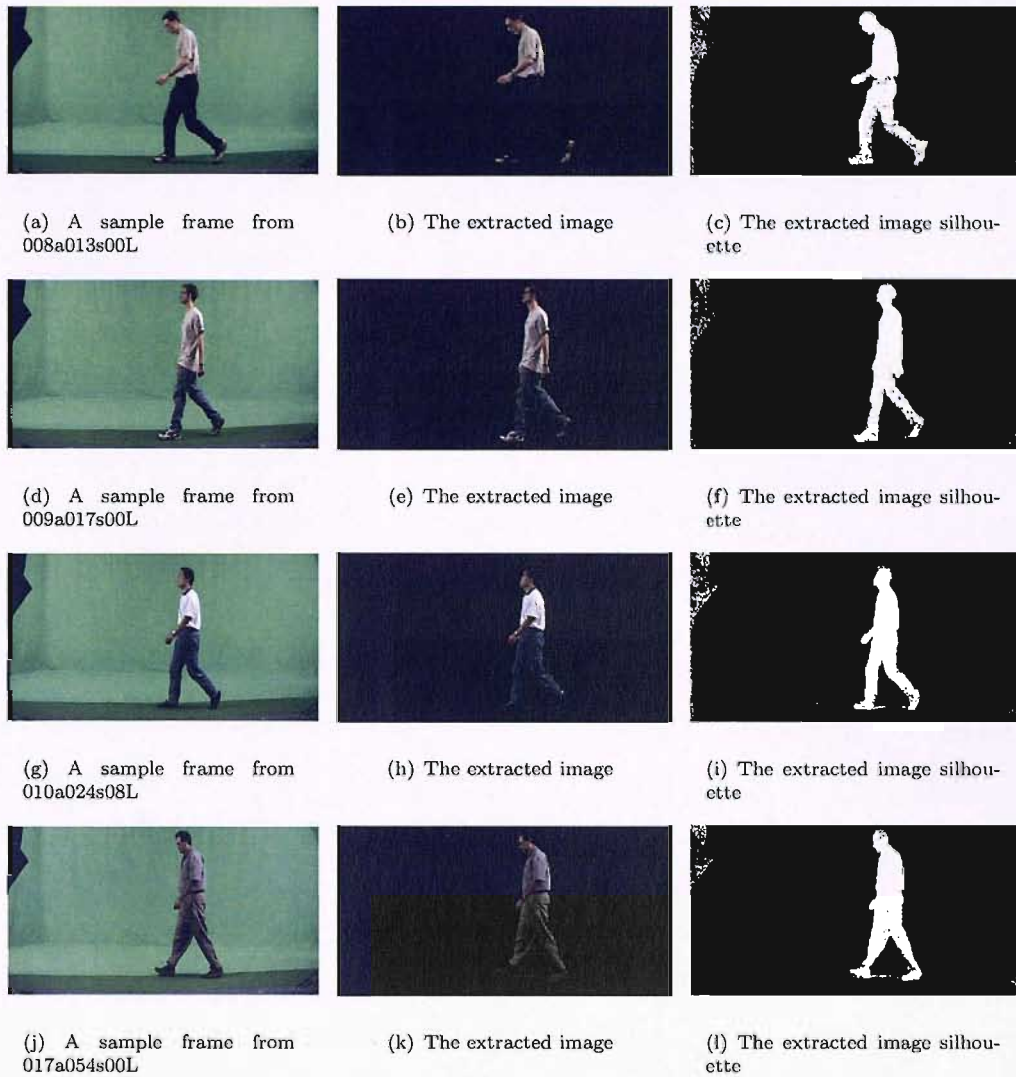 (a) A sample frame from
008a013s00L
(b) The extracted image
(c) The extracted image silhou-
ette
(d) A sample frame from
009a017s00L
(e) The extracted image
(f) The extracted image silhou-
ette
(g) A sample frame from
010a024s08L
(h) The extracted image
(i) The extracted image silhou-
ette
(j) A sample frame from
017a054s00L
(k) The extracted image
(l) The extracted image silhou-
ette